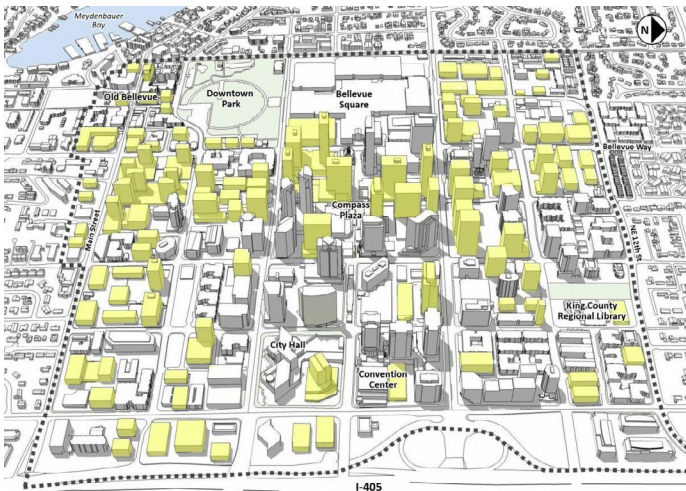 Meydenbauer
Bay
N
Old Bellevue
Downtown
Park
Bellevue
Square
Bellevue Way
Compass
Plaza
Main Street
NE 12th St
King County
Regional Library
City Hall
Convention
Center
I-405